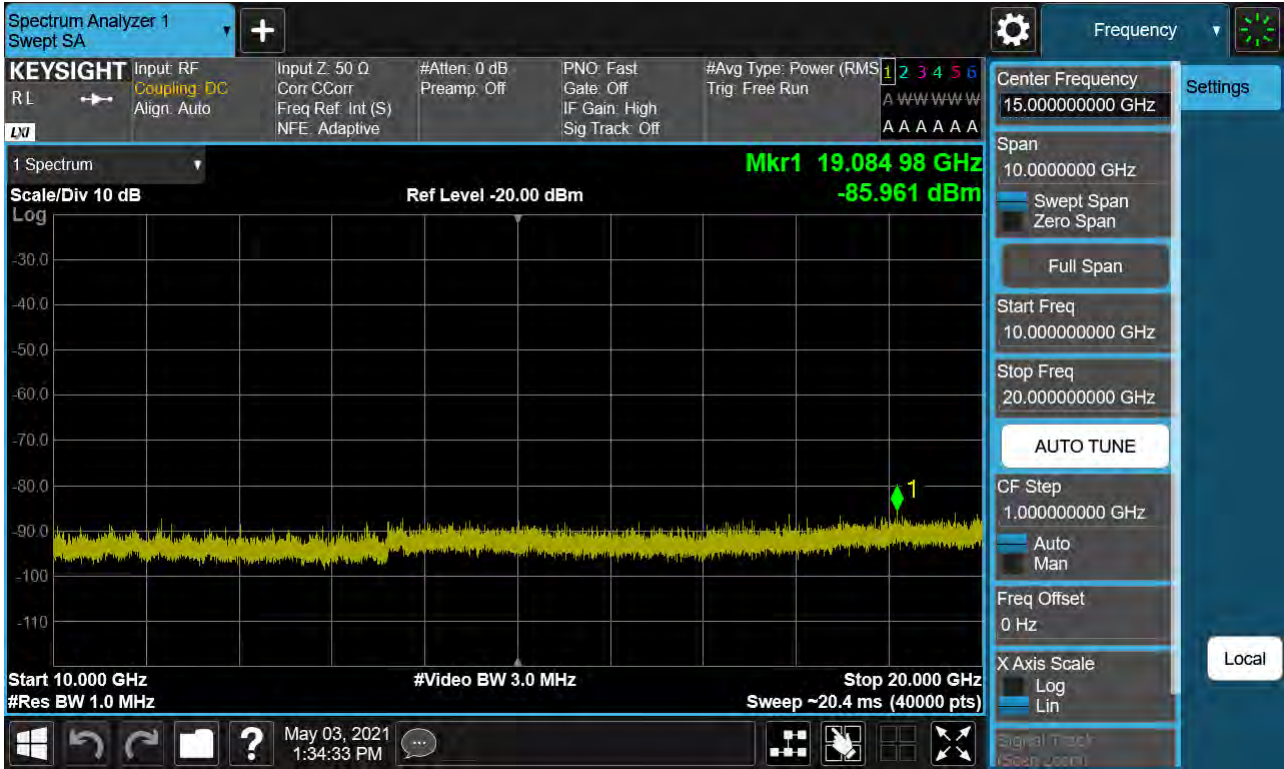 Spectrum Analyzer 1
Swept SA
+
Frequency
KEYSIGHT
R L
LXI
Input: RF
Coupling: DC
Align: Auto
Input Z: 50 Ω
Corr CCorr
Freq Ref: Int (S)
NFE: Adaptive
#Atten: 0 dB
Preamp: Off
PNO: Fast
Gate: Off
IF Gain: High
Sig Track: Off
#Avg Type: Power (RMS
Trig: Free Run
1 2 3 4 5 6
A W W W W W
A A A A A A
Center Frequency
15.000000000 GHz
Settings
1 Spectrum
Mkr1 19.084 98 GHz
Scale/Div 10 dB
Ref Level -20.00 dBm
-85.961 dBm
Log
-30.0
-40.0
-50.0
-60.0
-70.0
-80.0
-90.0
-100
-110
1
Start 10.000 GHz
#Video BW 3.0 MHz
Stop 20.000 GHz
#Res BW 1.0 MHz
Sweep ~20.4 ms (40000 pts)
Span
10.0000000 GHz
Swept Span
Zero Span
Full Span
Start Freq
10.000000000 GHz
Stop Freq
20.000000000 GHz
AUTO TUNE
CF Step
1.000000000 GHz
Auto
Man
Freq Offset
0 Hz
X Axis Scale
Log
Lin
Signal Track
(Span Zoom)
Local
?
May 03, 2021
1:34:33 PM